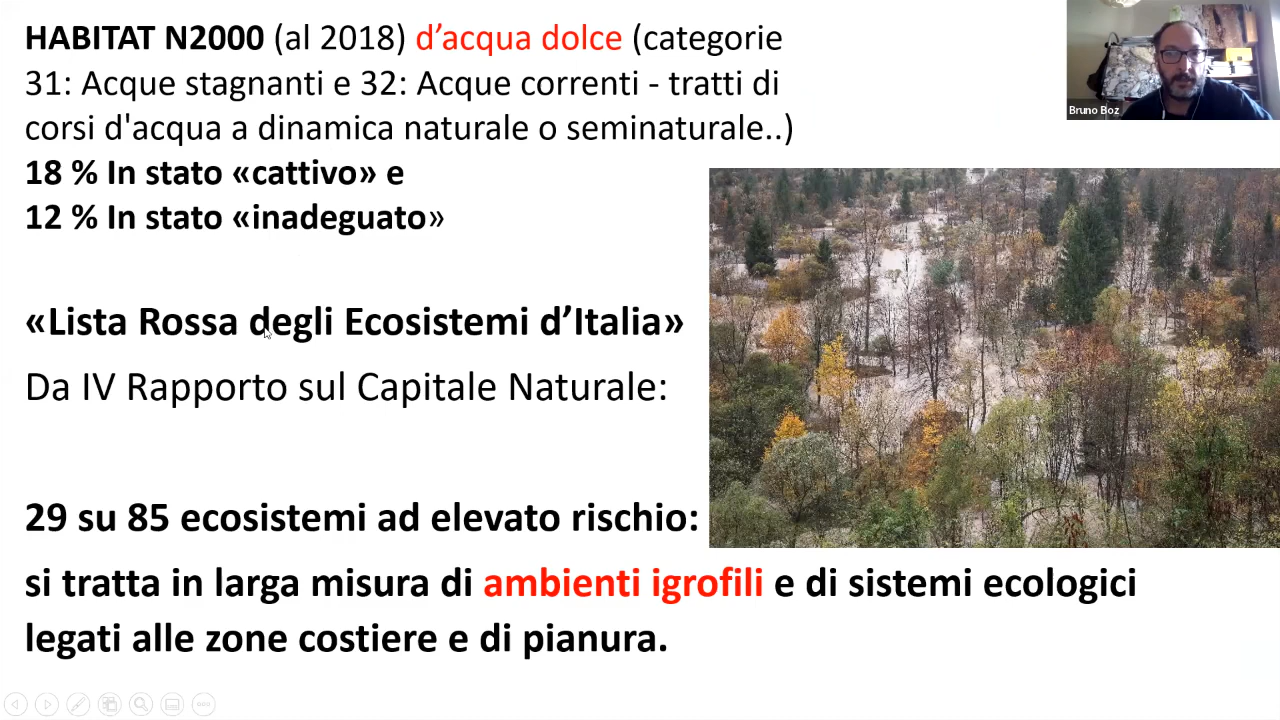 HABITAT N2000 (al 2018) d’acqua dolce (categorie
31: Acque stagnanti e 32: Acque correnti - tratti di
corsi d'acqua a dinamica naturale o seminaturale..)
18 % In stato «cattivo» e
12 % In stato «inadeguato»
«Lista Rossa degli Ecosistemi d’Italia»
Da IV Rapporto sul Capitale Naturale:
29 su 85 ecosistemi ad elevato rischio:
si tratta in larga misura di ambienti igrofili e di sistemi ecologici
legati alle zone costiere e di pianura.
Bruno Boz